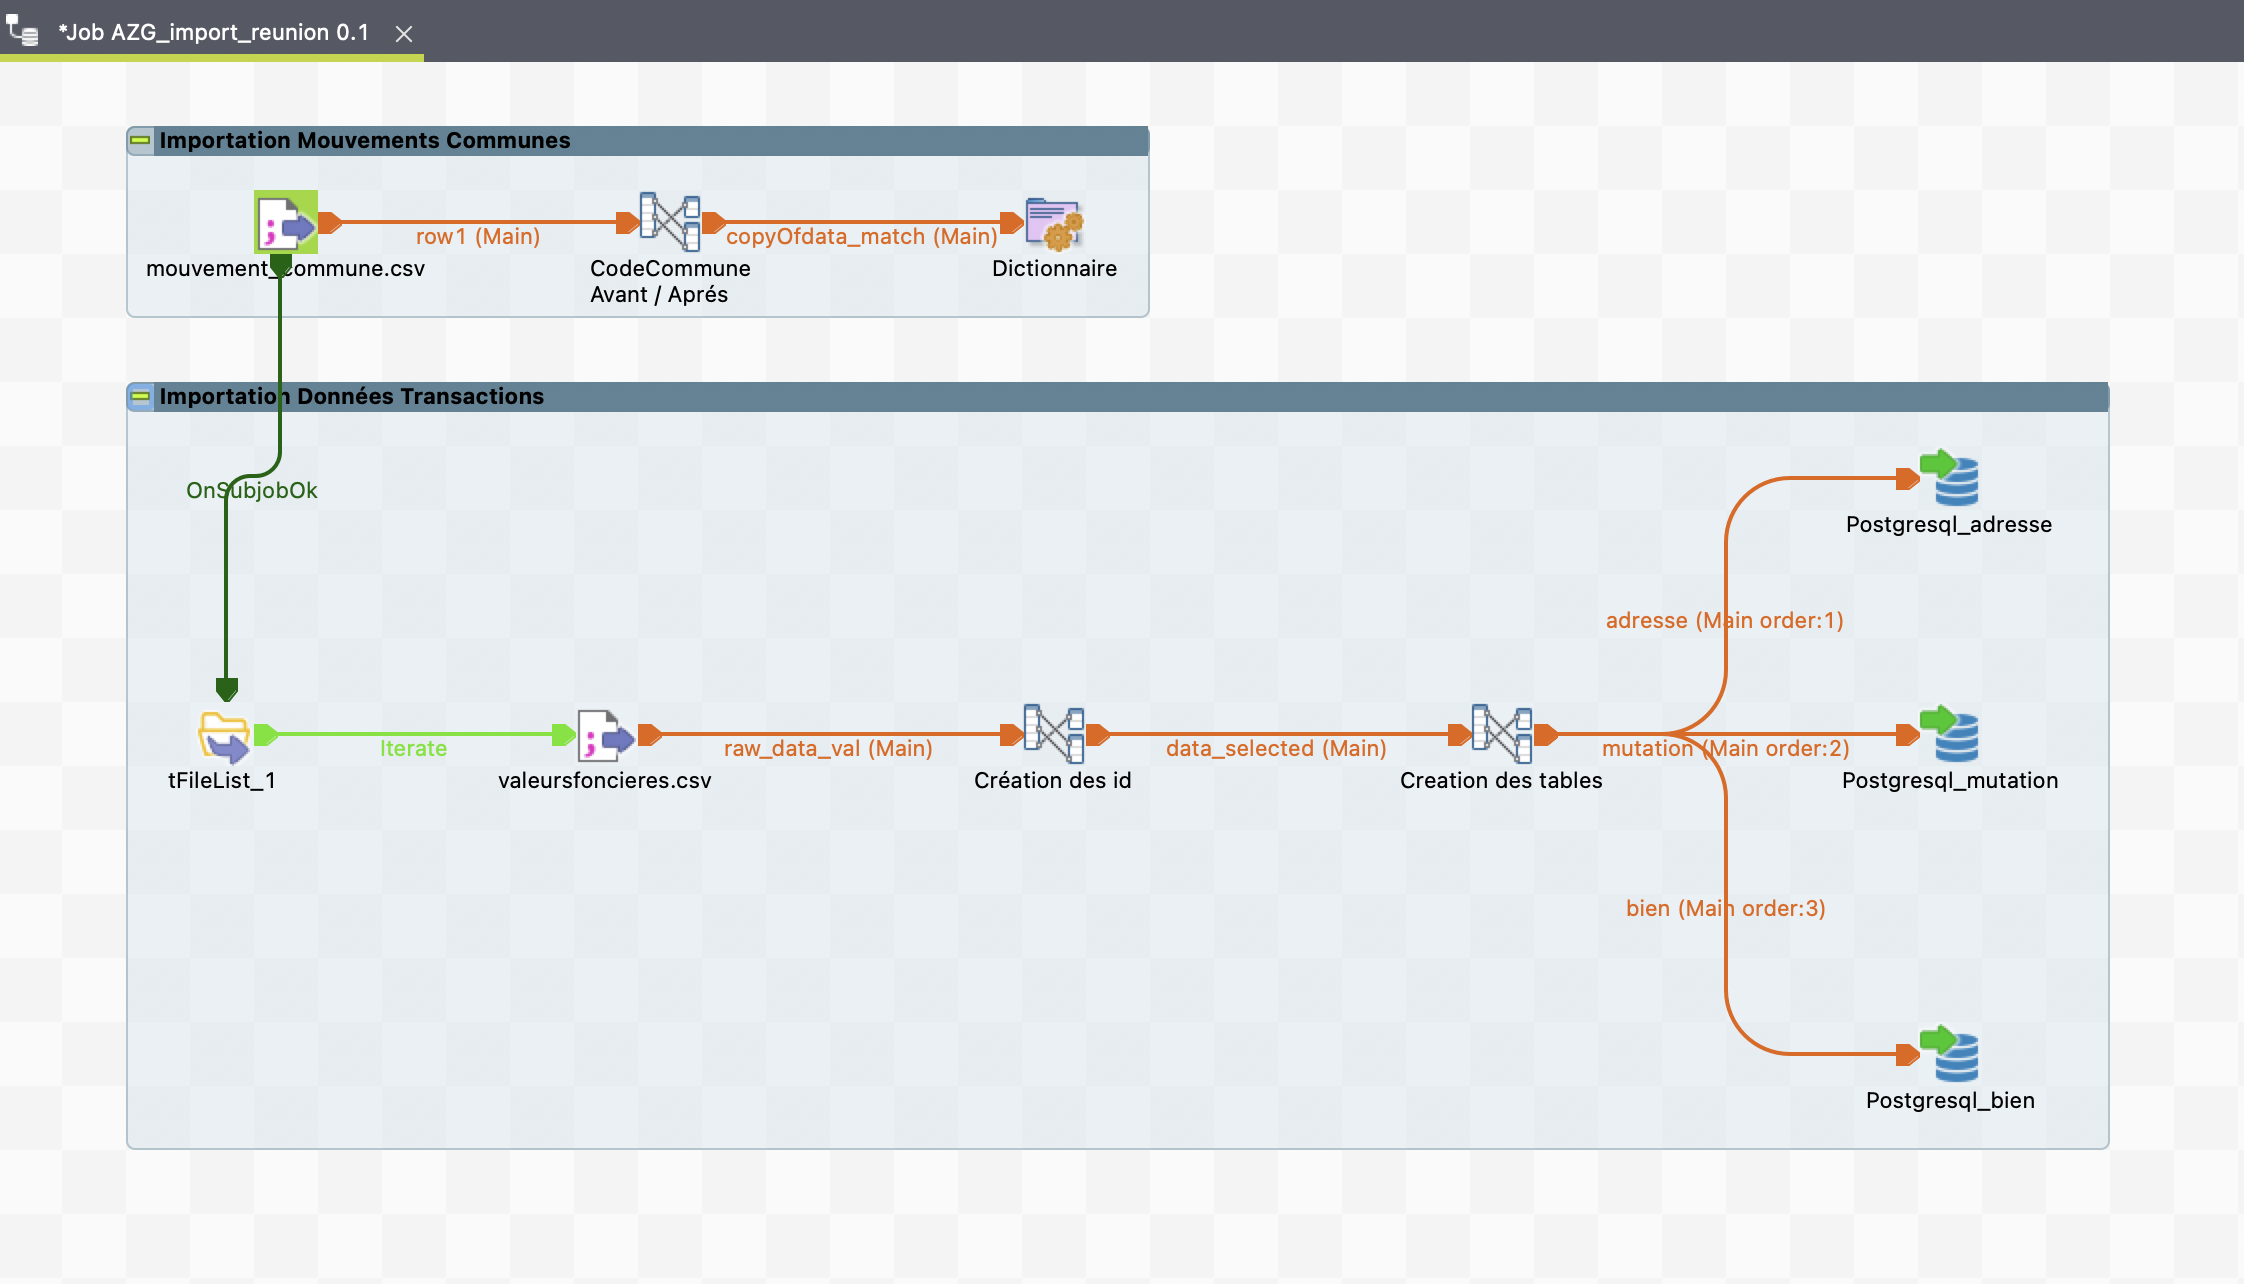 *Job AZG_import_reunion 0.1
Importation Mouvements Communes
row1 (Main)
copyOfdata_match (Main)
mouvement_commune.csv
CodeCommune
Avant / Aprés
Dictionnaire
Importation Données Transactions
OnSubjobOk
Postgresql_adresse
adresse (Main order:1)
Iterate
raw_data_val (Main)
data_selected (Main)
mutation (Main order:2)
tFileList_1
valeursfoncieres.csv
Création des id
Creation des tables
Postgresql_mutation
bien (Main order:3)
Postgresql_bien